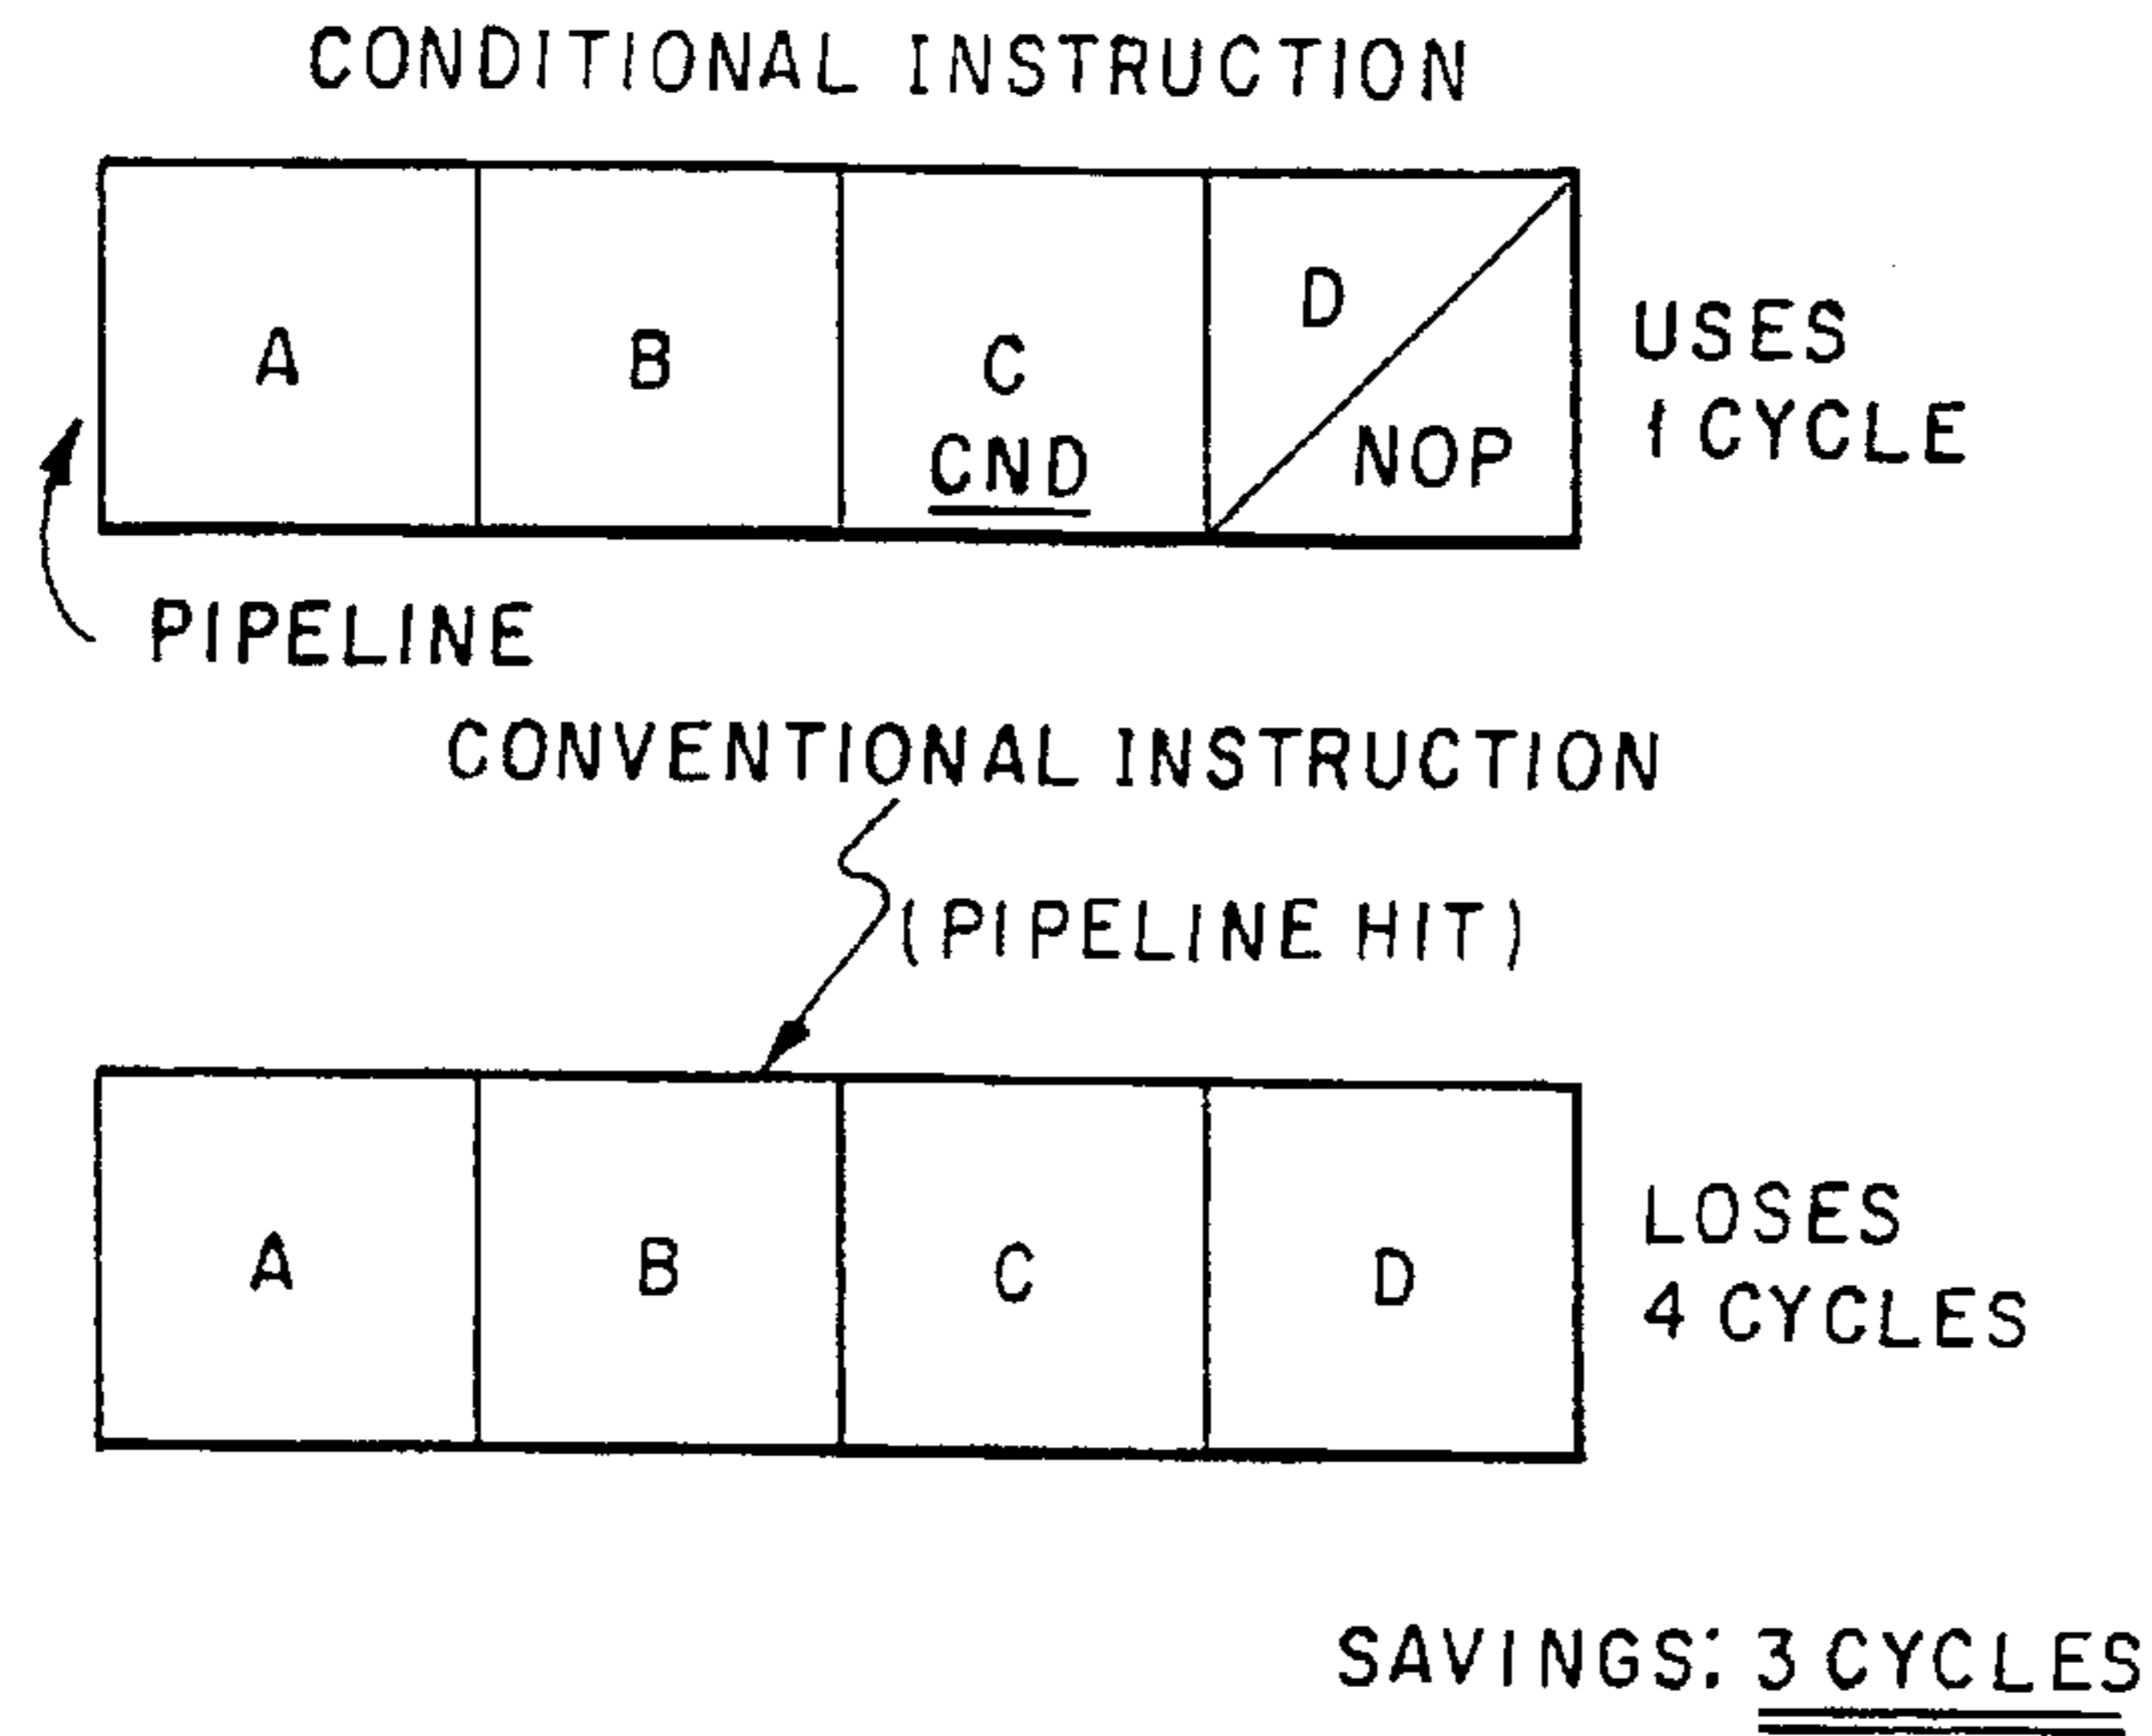 CONDITIONAL INSTRUCTION
A B C D
CND NOP
USES
1 CYCLE
PIPELINE
CONVENTIONAL INSTRUCTION
(PIPELINE HIT)
A B C D
LOSES
4 CYCLES
SAVINGS: 3 CYCLES